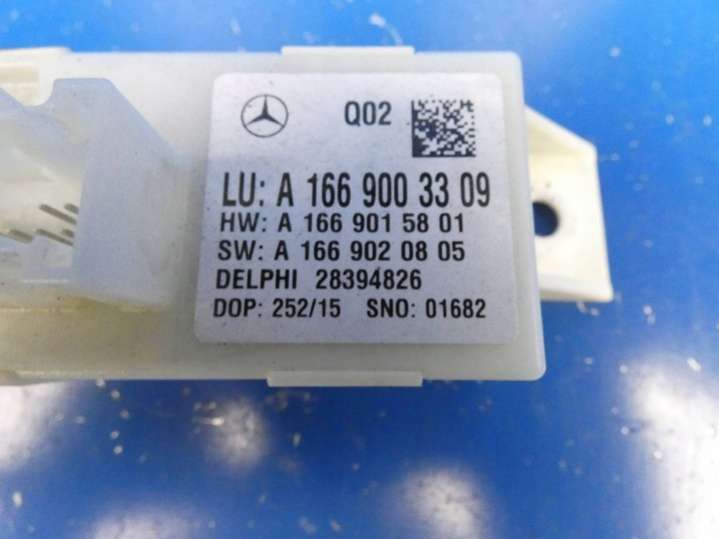 Q02
LU: A 166 900 33 09
HW: A 166 901 58 01
SW: A 166 902 08 05
DELPHI 28394826
DOP: 252/15 SNO: 01682